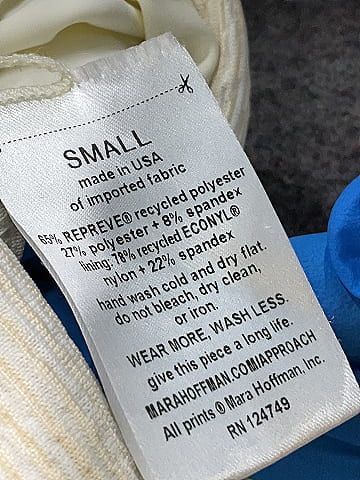 SMALL
made in USA
of imported fabric
65% REPREVE® recycled polyester
27% polyester + 8% spandex
lining: 78% recycled ECONYL®
nylon + 22% spandex
hand wash cold and dry flat.
do not bleach, dry clean,
or iron.
WEAR MORE, WASH LESS.
give this piece a long life.
MARAHOFFMAN.COM/APPROACH
All prints © Mara Hoffman, Inc.
RN 124749